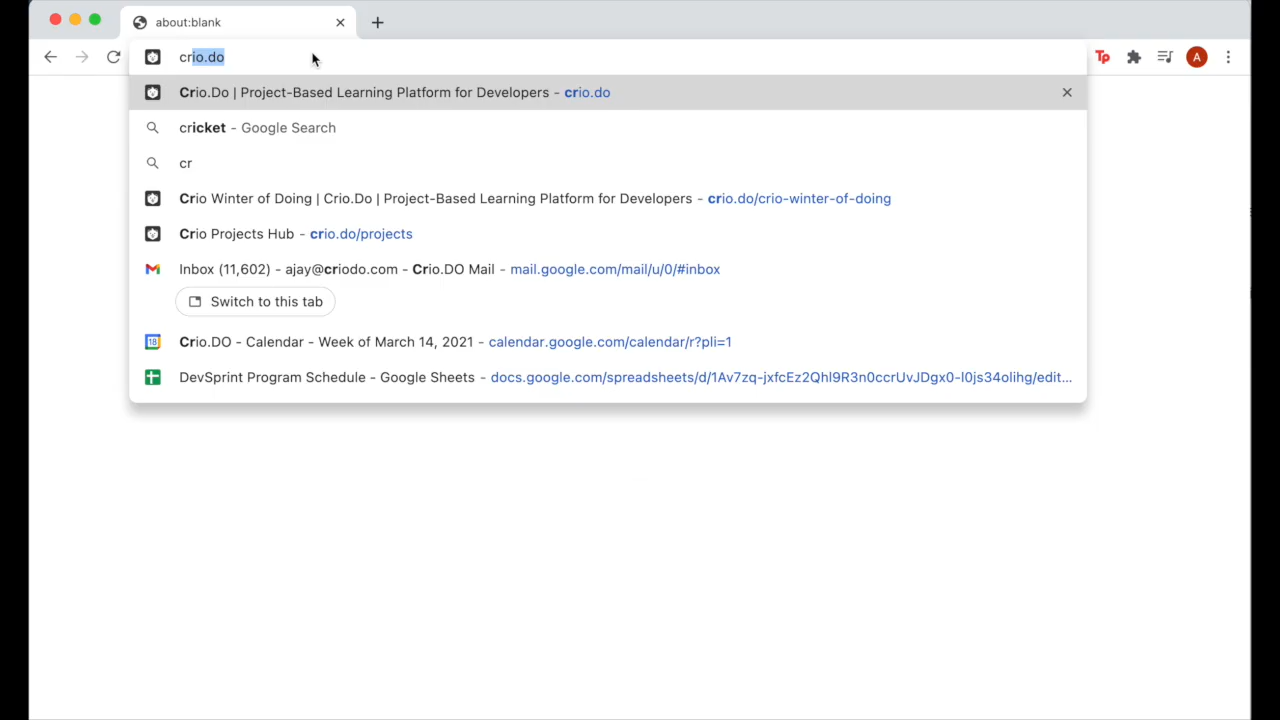 about:blank
crio.do
Tp
A
Crio.Do | Project-Based Learning Platform for Developers - crio.do
cricket - Google Search
cr
Crio Winter of Doing | Crio.Do | Project-Based Learning Platform for Developers - crio.do/crio-winter-of-doing
Crio Projects Hub - crio.do/projects
Inbox (11,602) - ajay@criodo.com - Crio.DO Mail - mail.google.com/mail/u/0/#inbox
Switch to this tab
18
Crio.DO - Calendar - Week of March 14, 2021 - calendar.google.com/calendar/r?pli=1
DevSprint Program Schedule - Google Sheets - docs.google.com/spreadsheets/d/1Av7zq-jxfcEz2Qhl9R3n0ccrUvJDgx0-l0js34olihg/edit...